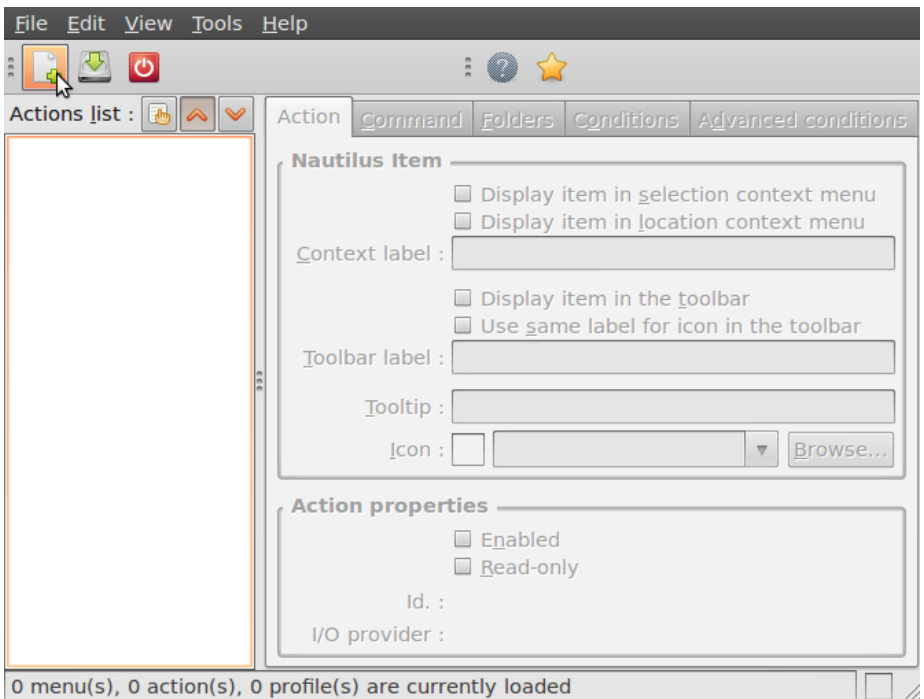 File Edit View Tools Help
Actions list :
Action Command Folders Conditions Advanced conditions
Nautilus Item
Display item in selection context menu
Display item in location context menu
Context label :
Display item in the toolbar
Use same label for icon in the toolbar
Toolbar label :
Tooltip :
Icon : Browse...
Action properties
Enabled
Read-only
Id. :
I/O provider :
0 menu(s), 0 action(s), 0 profile(s) are currently loaded